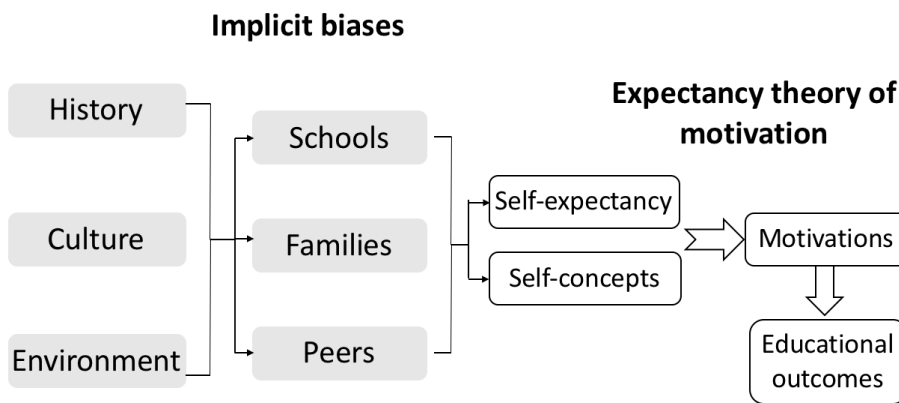 Implicit biases
History
Culture
Environment
Schools
Families
Peers
Expectancy theory of
motivation
Self-expectancy
Self-concepts
Motivations
Educational
outcomes